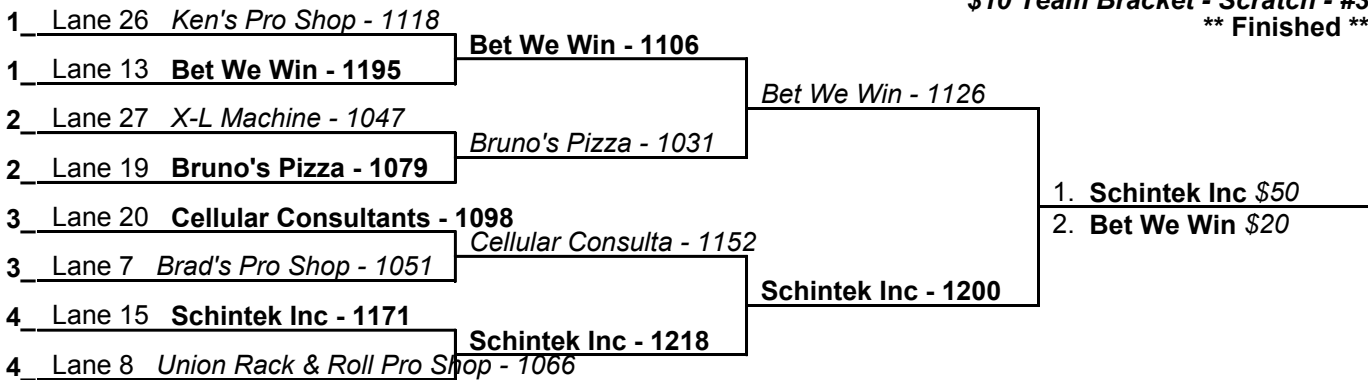 $10 Team Bracket - Scratch - #3
** Finished **
1_ Lane 26 Ken's Pro Shop - 1118
Bet We Win - 1106
1_ Lane 13 Bet We Win - 1195
Bet We Win - 1126
2_ Lane 27 X-L Machine - 1047
Bruno's Pizza - 1031
2_ Lane 19 Bruno's Pizza - 1079
1. Schintek Inc $50
3_ Lane 20 Cellular Consultants - 1098
2. Bet We Win $20
Cellular Consulta - 1152
3_ Lane 7 Brad's Pro Shop - 1051
Schintek Inc - 1200
4_ Lane 15 Schintek Inc - 1171
Schintek Inc - 1218
4_ Lane 8 Union Rack & Roll Pro Shop - 1066